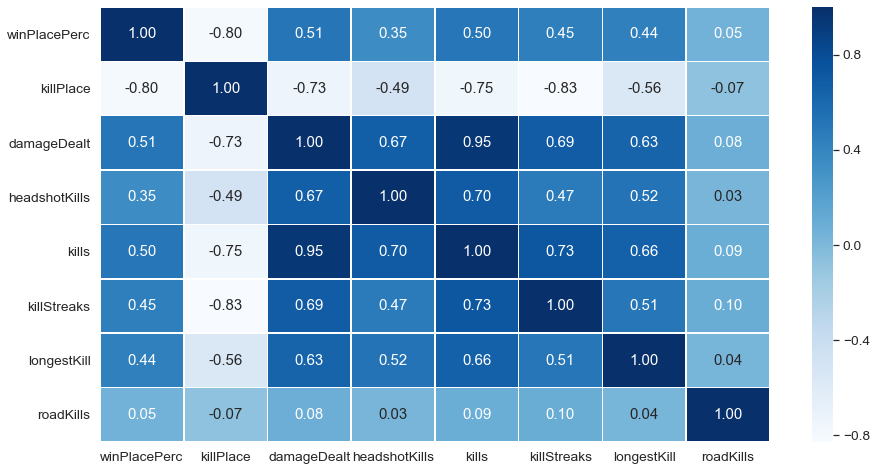 winPlacePerc 1.00 -0.80 0.51 0.35 0.50 0.45 0.44 0.05
killPlace -0.80 1.00 -0.73 -0.49 -0.75 -0.83 -0.56 -0.07
damageDealt 0.51 -0.73 1.00 0.67 0.95 0.69 0.63 0.08
headshotKills 0.35 -0.49 0.67 1.00 0.70 0.47 0.52 0.03
kills 0.50 -0.75 0.95 0.70 1.00 0.73 0.66 0.09
killStreaks 0.45 -0.83 0.69 0.47 0.73 1.00 0.51 0.10
longestKill 0.44 -0.56 0.63 0.52 0.66 0.51 1.00 0.04
roadKills 0.05 -0.07 0.08 0.03 0.09 0.10 0.04 1.00
winPlacePerc killPlace damageDealt headshotKills kills killStreaks longestKill roadKills
0.8
0.4
0.0
−0.4
−0.8